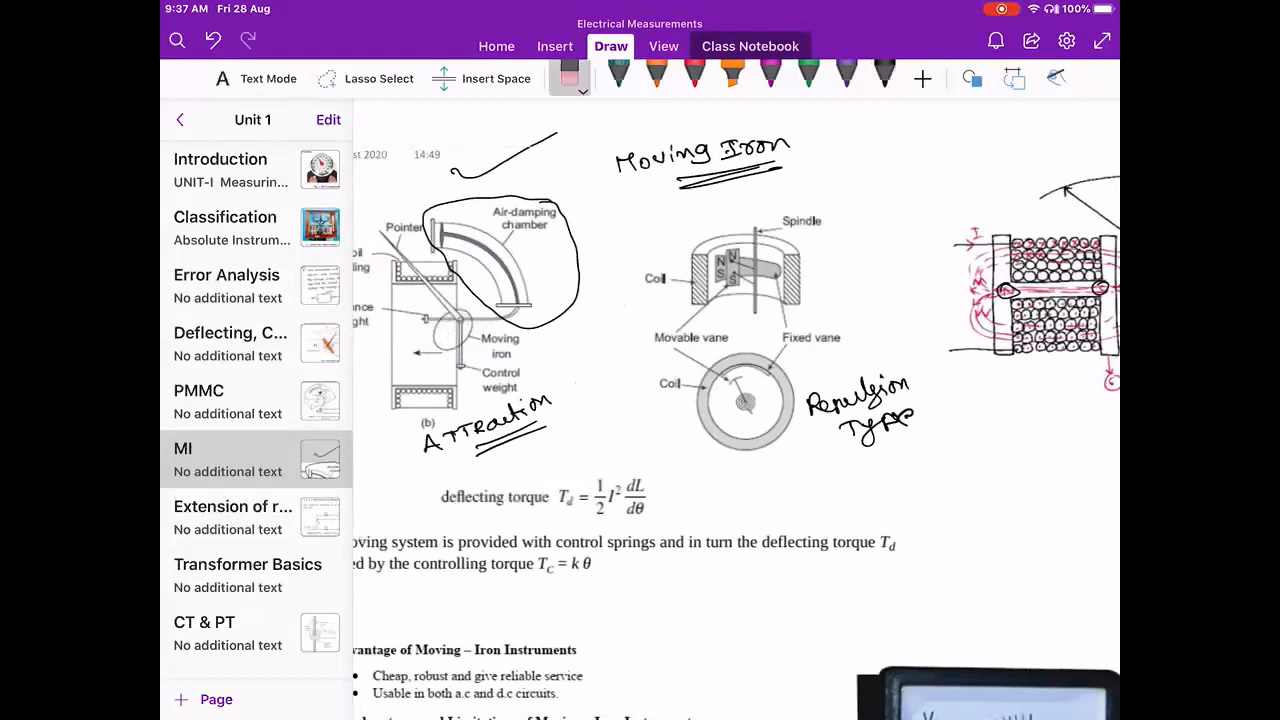 9:37 AM Fri 28 Aug
100%
Electrical Measurements
Home Insert Draw View Class Notebook
A Text Mode Lasso Select Insert Space
Unit 1 Edit
Introduction
UNIT-I Measurin...
Classification
Absolute Instrum...
Error Analysis
No additional text
Deflecting, C...
No additional text
PMMC
No additional text
MI
No additional text
Extension of r...
No additional text
Transformer Basics
No additional text
CT & PT
No additional text
+ Page
2020 14:49
Moving Iron
Air-damping
chamber
Pointer
Moving
iron
Control
weight
(b)
ATTRACTION
Spindle
N N
S S
Coil
Movable vane
Fixed vane
Coil
Repulsion
Type
I
deflecting torque T_d = 1/2 I² dL/dθ
oving system is provided with control springs and in turn the deflecting torque T_d
ed by the controlling torque T_C = k θ
vantage of Moving – Iron Instruments
• Cheap, robust and give reliable service
• Usable in both a.c and d.c circuits.
V